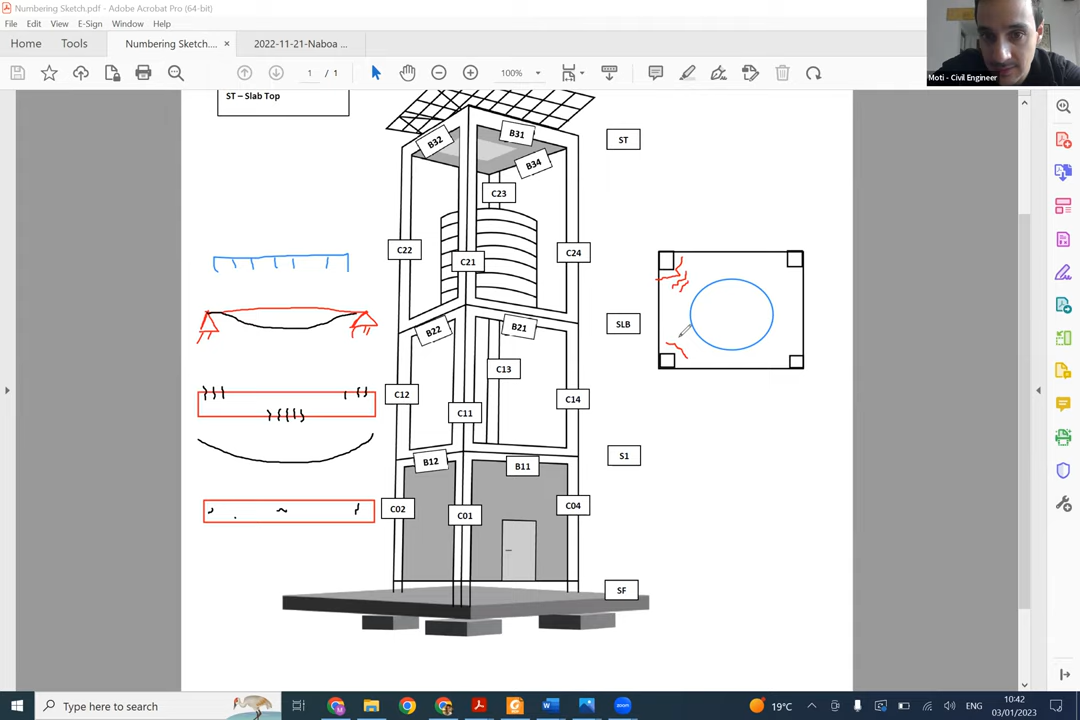 Numbering Sketch.pdf - Adobe Acrobat Pro (64-bit)
File Edit View E-Sign Window Help
Home Tools Numbering Sketch.... × 2022-11-21-Naboa ...
1 / 1 100%
Moti - Civil Engineer
ST – Slab Top
B32 B31 ST
B34
C23
C22 C21 C24
B22 B21 SLB
C13
C12 C11 C14
B12 B11 S1
C02 C01 C04
SF
Type here to search
19°C
ENG
10:42
03/01/2023